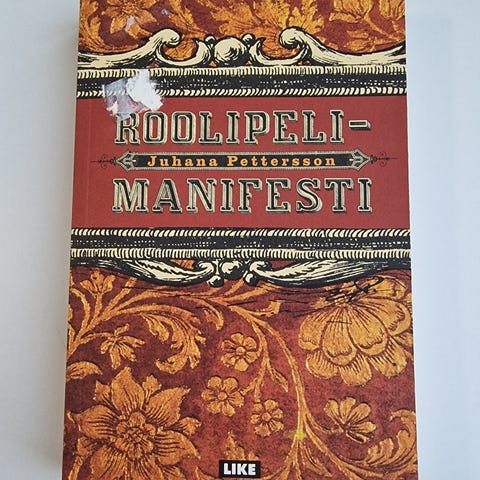 ROOLIPELI-
Juhana Pettersson
MANIFESTI
LIKE